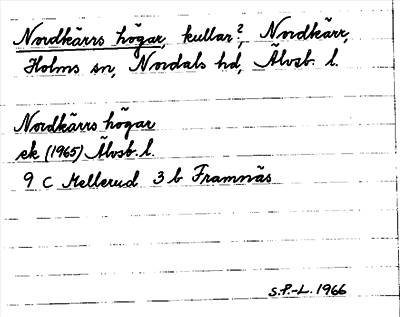 Nordkärrs högar, kullar?, Nordkärr,
Holms sn, Nordals hd, Älvsb. l.
Nordkärrs högar
ek (1965) Älvsb. l.
9 C Mellerud 3 b Framnäs
S.P.-L. 1966